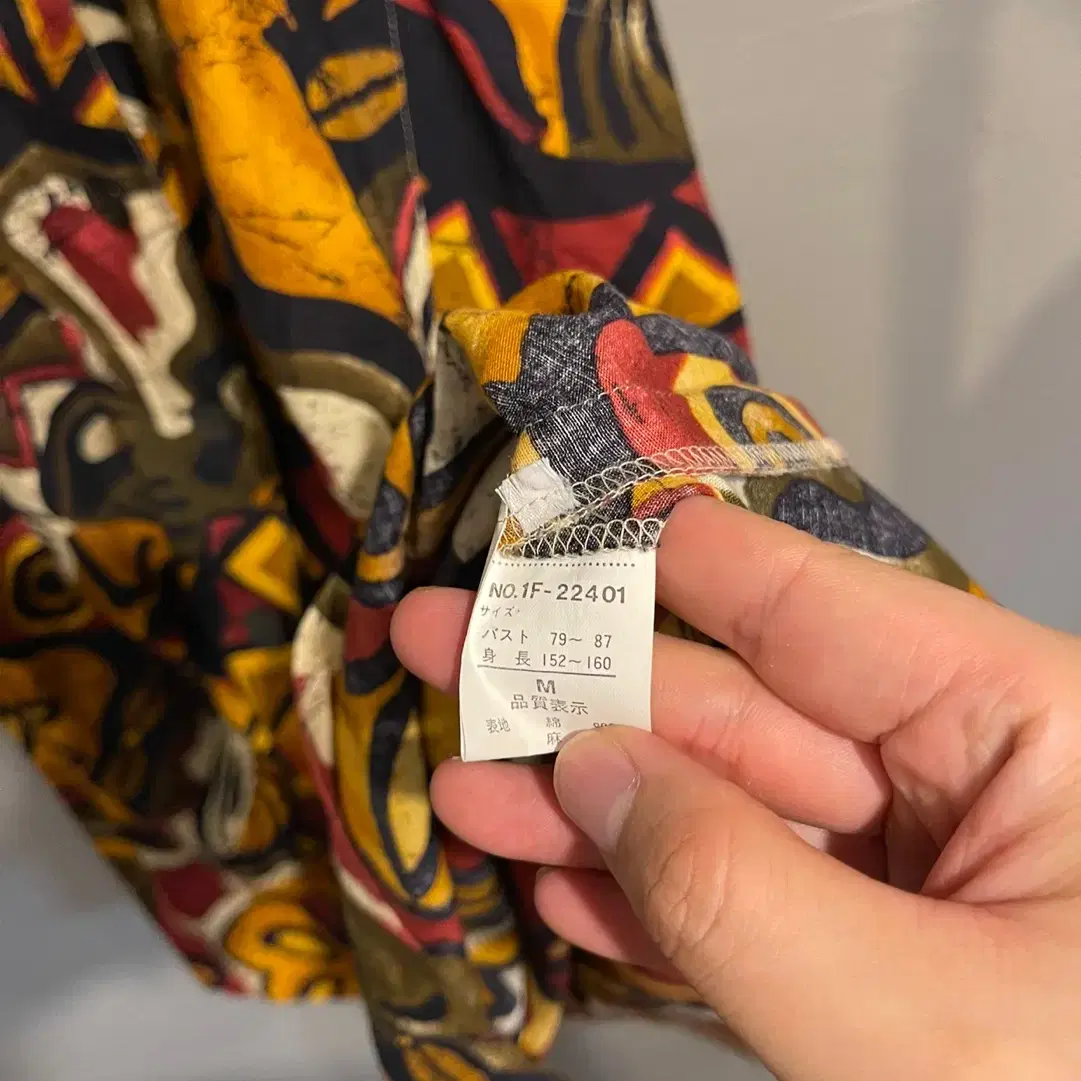 NO.1F-22401
サイズ
バスト 79～ 87
身 長 152～160
M
品質表示
表地 綿
麻